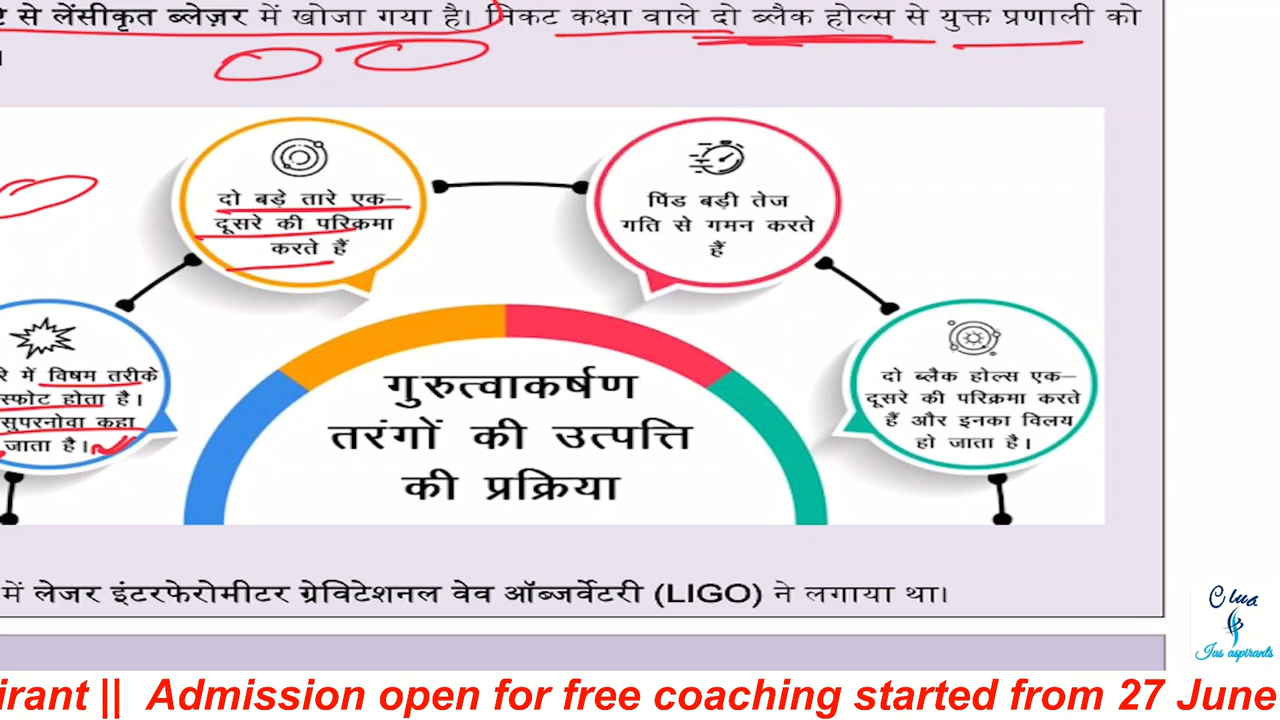 से लेंसीकृत ब्लेज़र में खोजा गया है। निकट कक्षा वाले दो ब्लैक होल्स से युक्त प्रणाली को
।
दो बड़े तारे एक–
दूसरे की परिक्रमा
करते हैं
पिंड बड़ी तेज
गति से गमन करते
हैं
रे में विषम तरीके
स्फोट होता है।
सुपरनोवा कहा
जाता है।
दो ब्लैक होल्स एक–
दूसरे की परिक्रमा करते
हैं और इनका विलय
हो जाता है।
गुरुत्वाकर्षण
तरंगों की उत्पत्ति
की प्रक्रिया
में लेजर इंटरफेरोमीटर ग्रेविटेशनल वेव ऑब्जर्वेटरी (LIGO) ने लगाया था।
Ias aspirants
irant || Admission open for free coaching started from 27 June